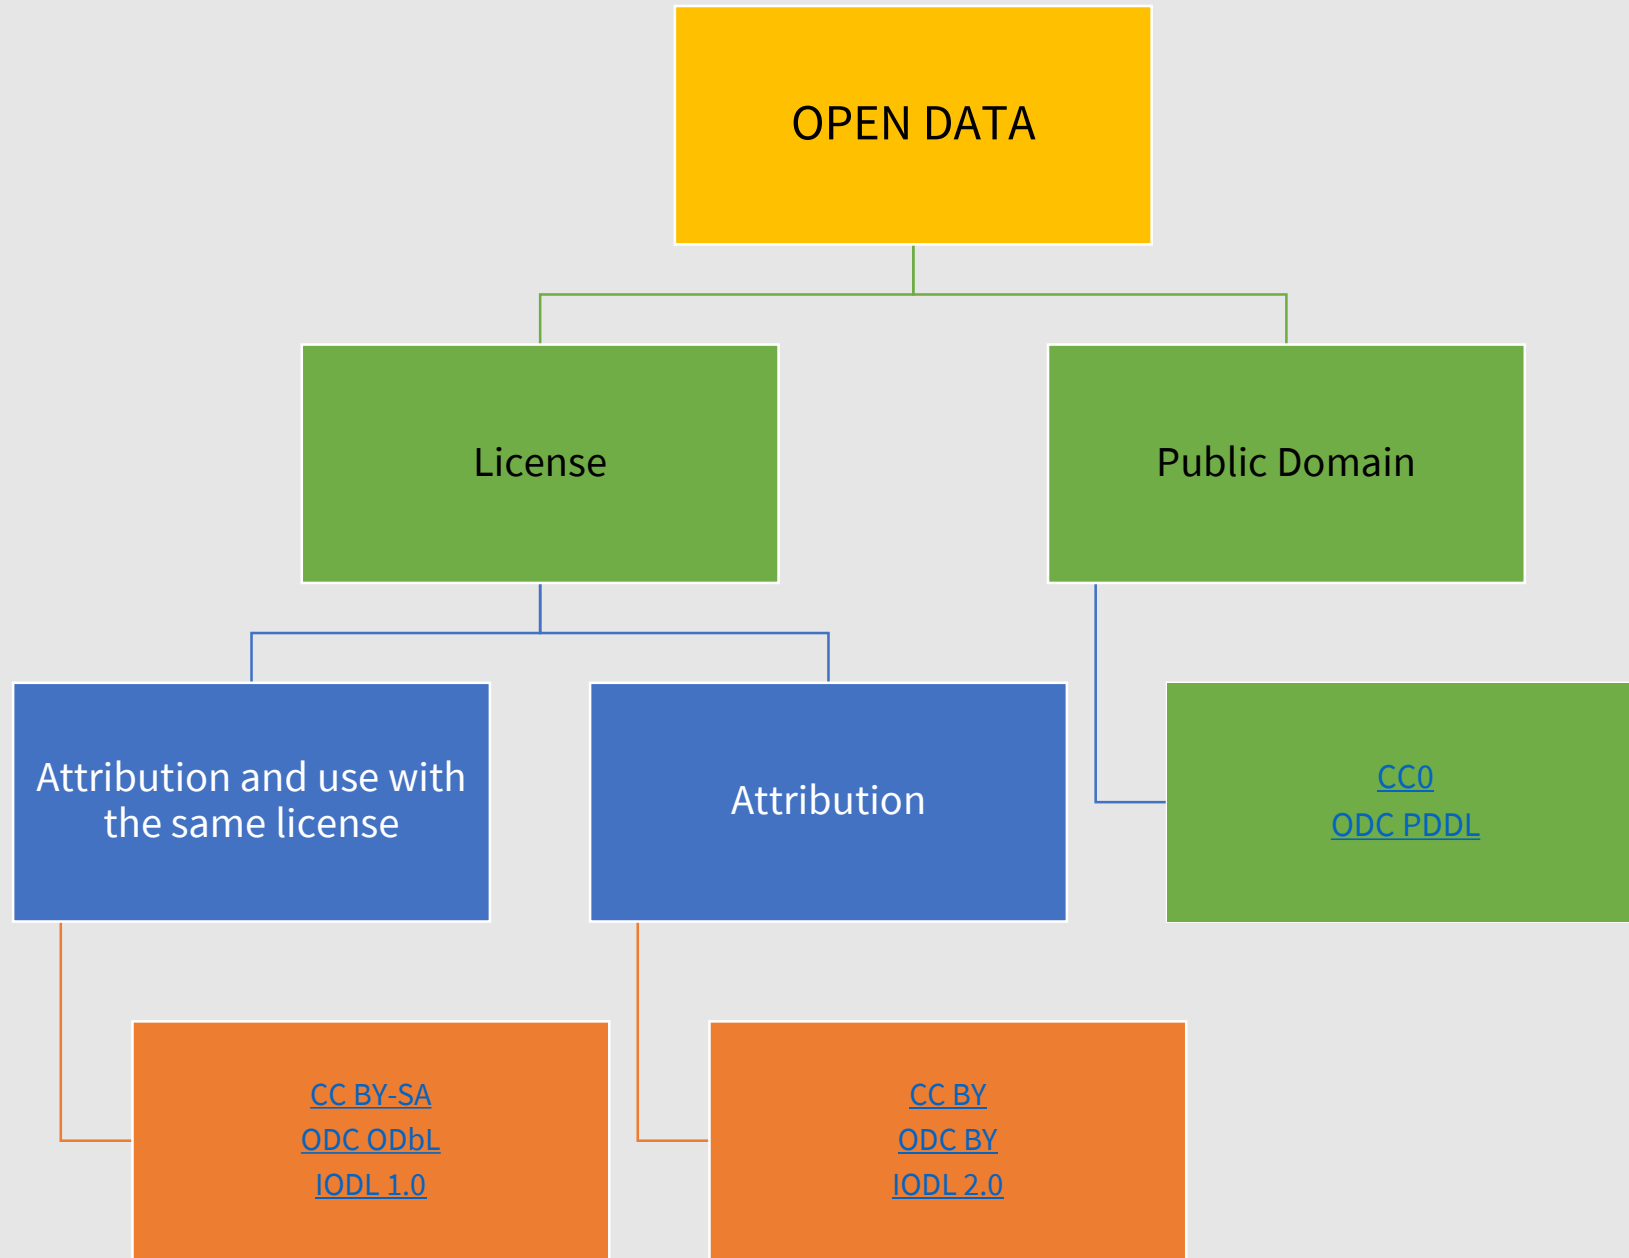 OPEN DATA
License
Public Domain
Attribution and use with
the same license
Attribution
CC0
ODC PDDL
CC BY-SA
ODC ODbL
IODL 1.0
CC BY
ODC BY
IODL 2.0